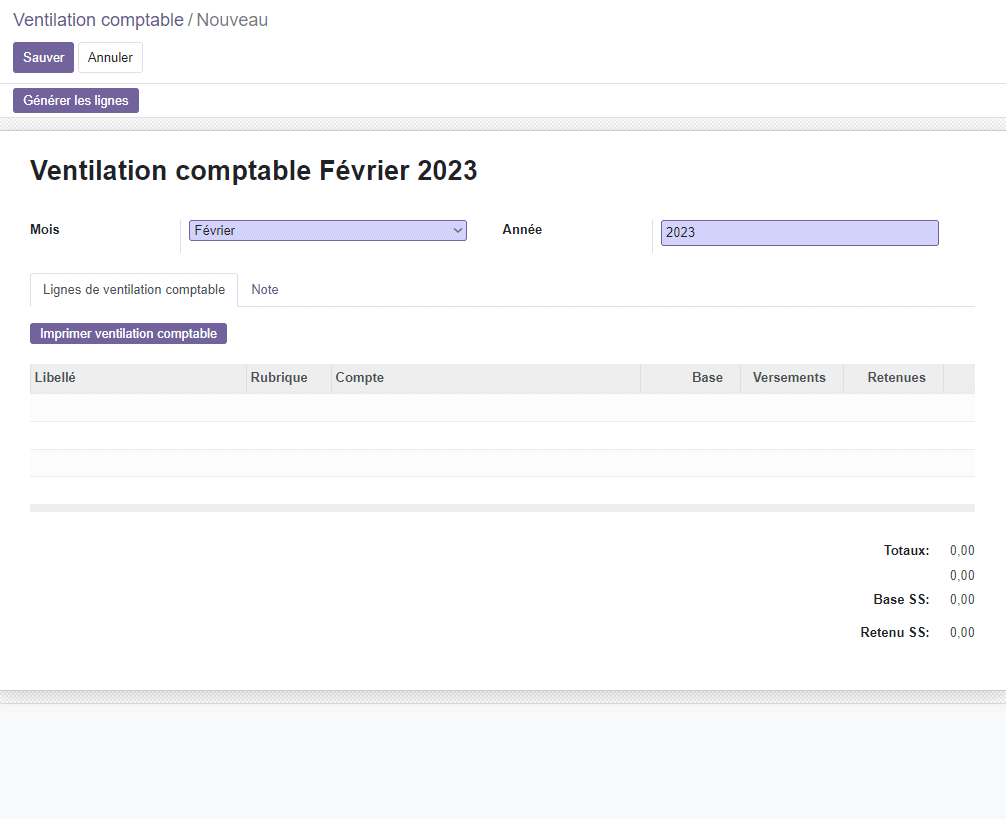 Ventilation comptable / Nouveau
Sauver Annuler
Générer les lignes
Ventilation comptable Février 2023
Mois Février Année 2023
Lignes de ventilation comptable Note
Imprimer ventilation comptable
Libellé Rubrique Compte Base Versements Retenues
Totaux: 0,00
0,00
Base SS: 0,00
Retenu SS: 0,00